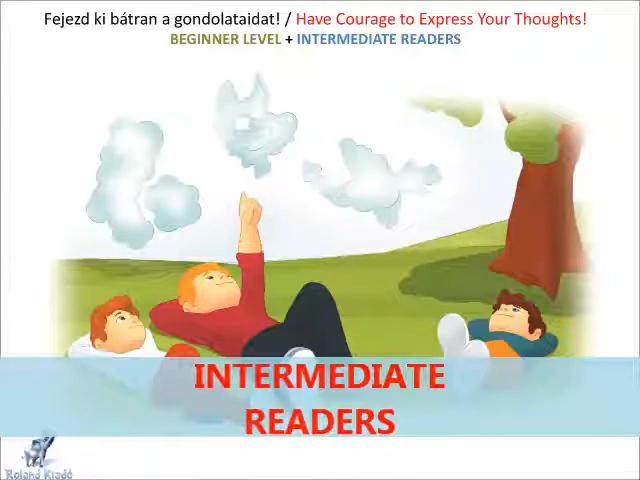 Fejezd ki bátran a gondolataidat! / Have Courage to Express Your Thoughts!
BEGINNER LEVEL + INTERMEDIATE READERS
INTERMEDIATE
READERS
Roland Kiadó